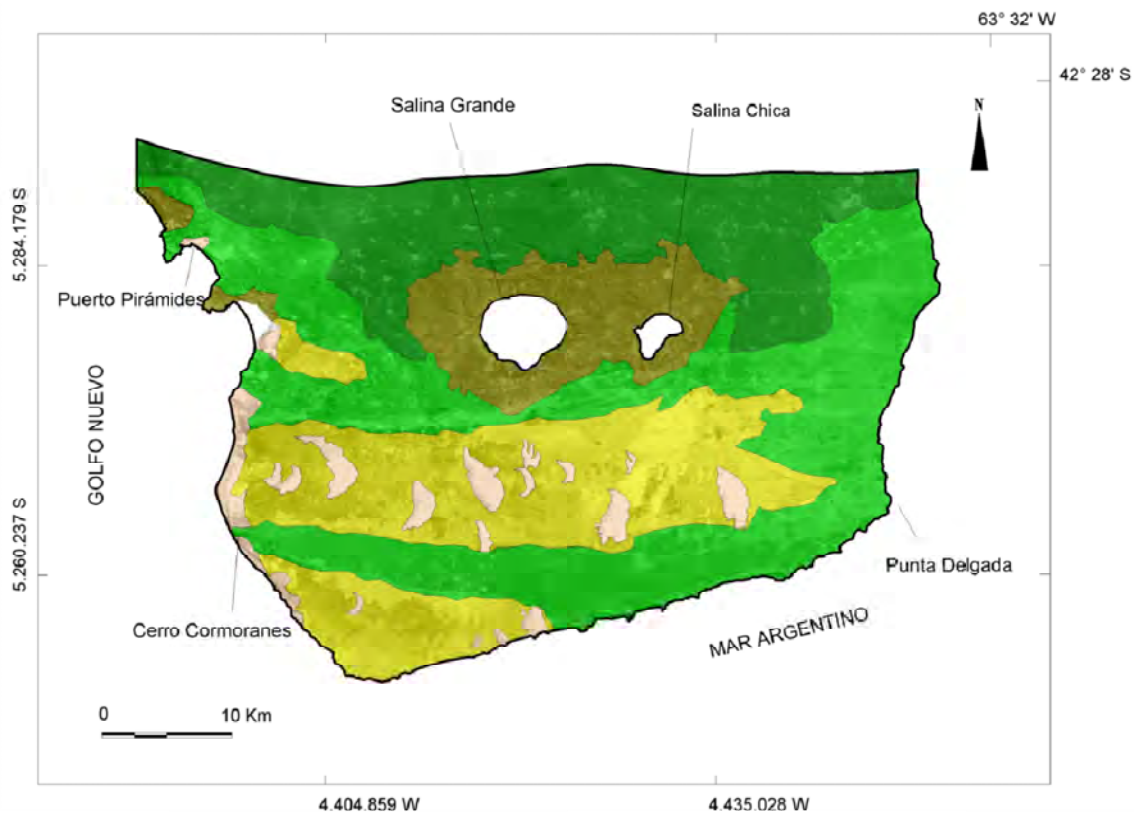 63° 32' W
42° 28' S
Salina Grande
Salina Chica
N
5.284.179 S
Puerto Pirámides
GOLFO NUEVO
5.260.237 S
Punta Delgada
Cerro Cormoranes
MAR ARGENTINO
0 10 Km
4.404.859 W
4.435.028 W